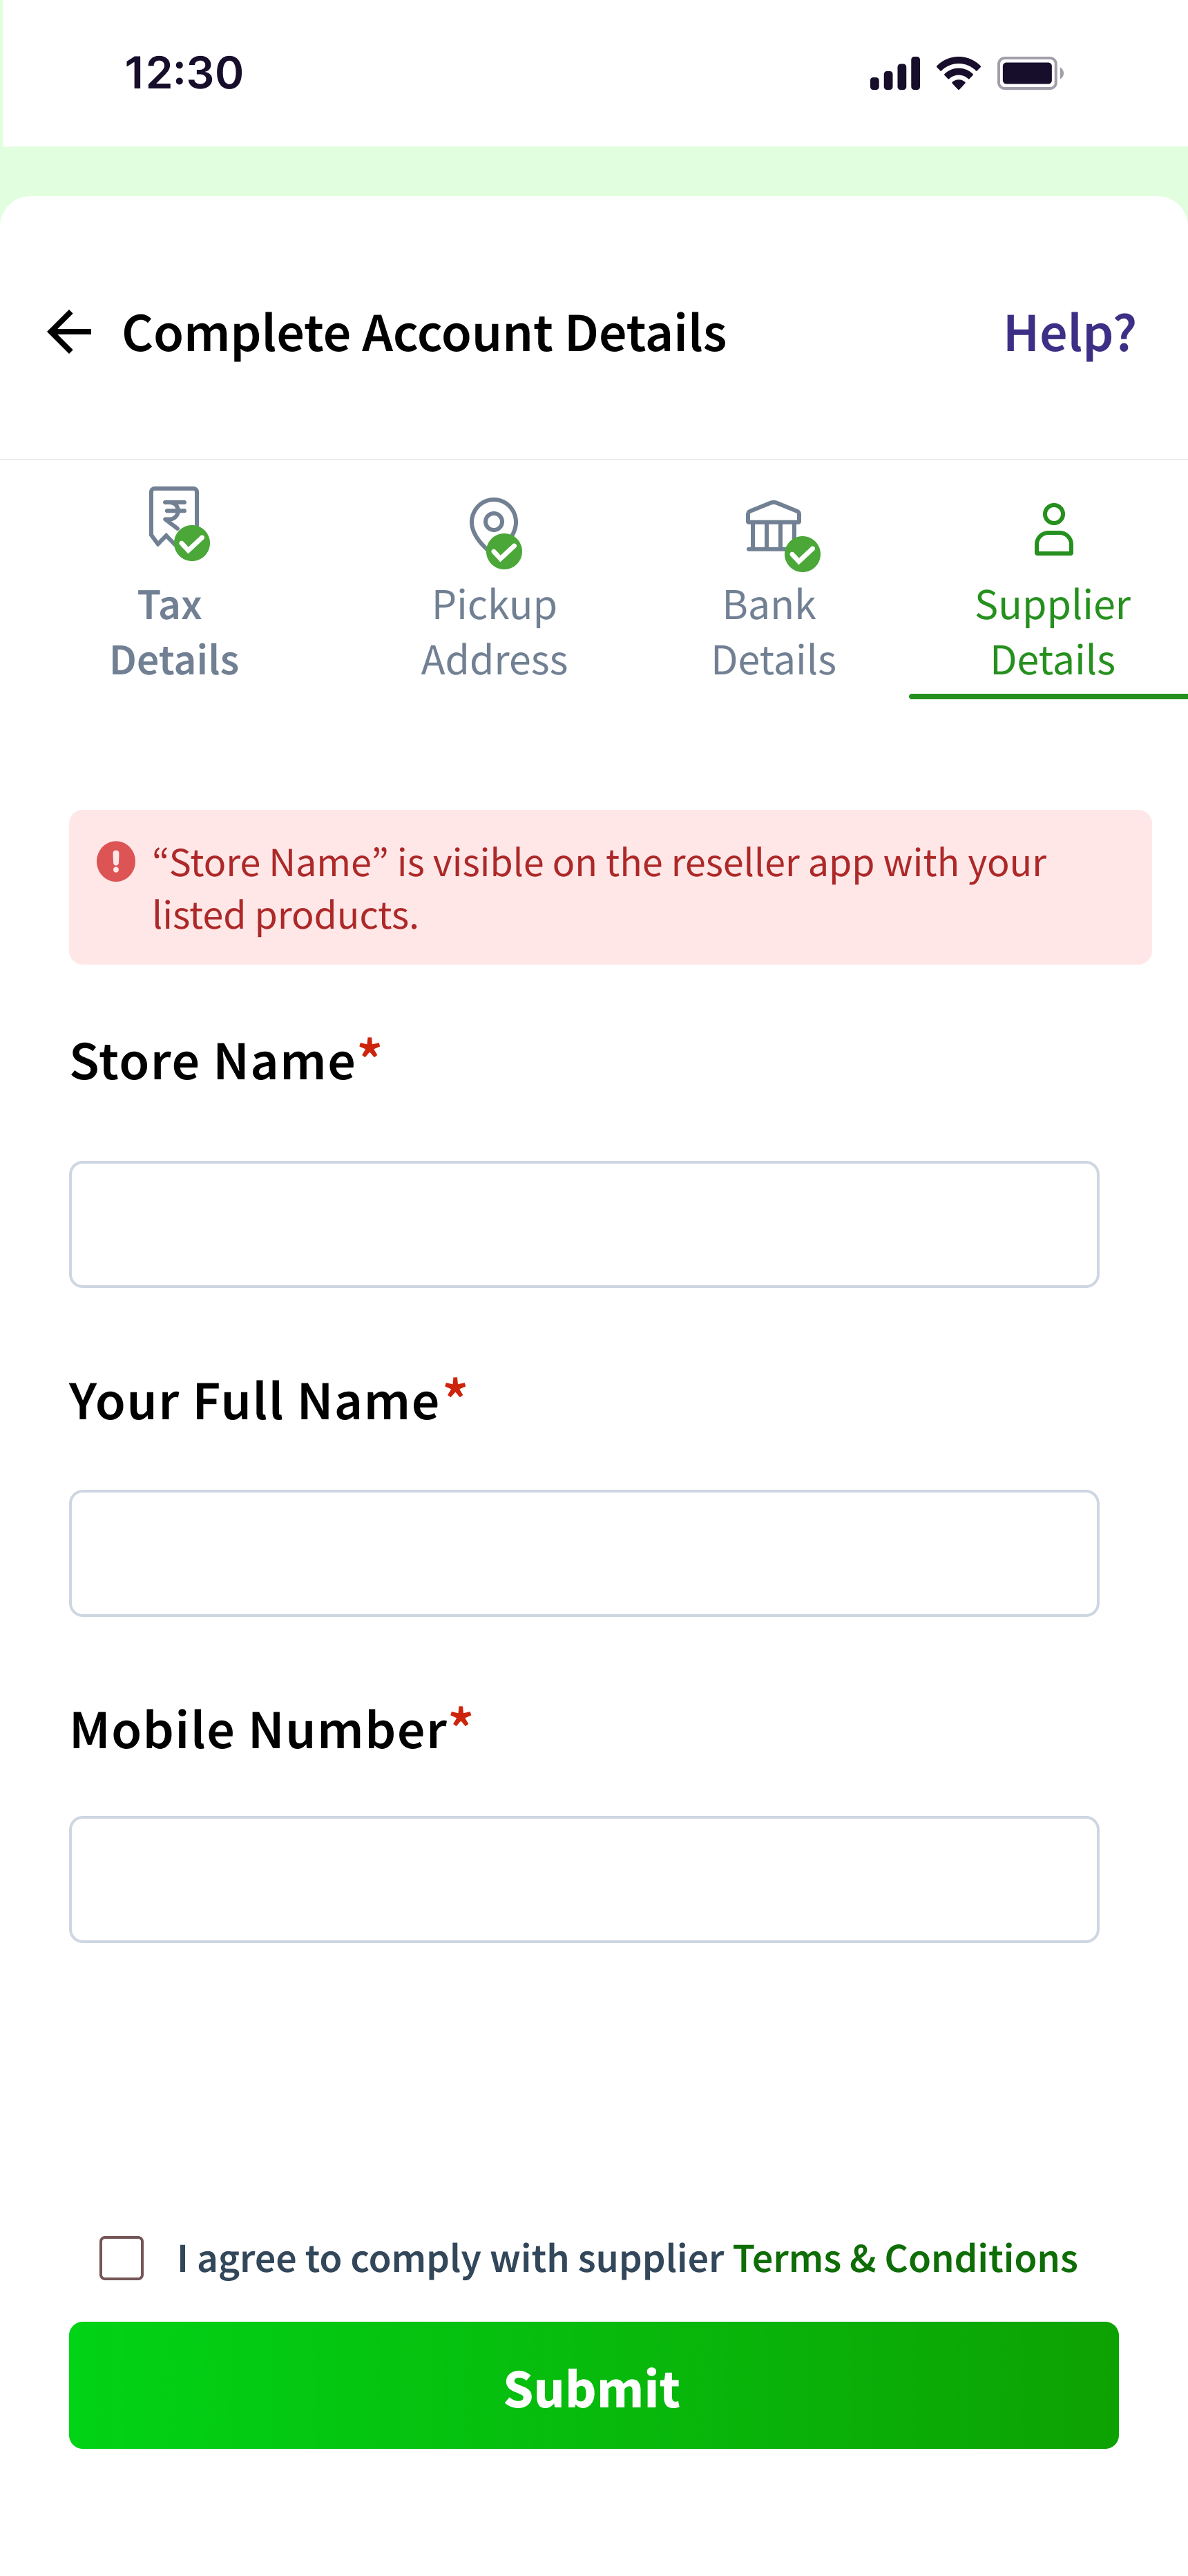 12:30
Complete Account Details
Help?
Tax
Details
Pickup
Address
Bank
Details
Supplier
Details
“Store Name” is visible on the reseller app with your
listed products.
Store Name*
Your Full Name*
Mobile Number*
I agree to comply with supplier Terms & Conditions
Submit